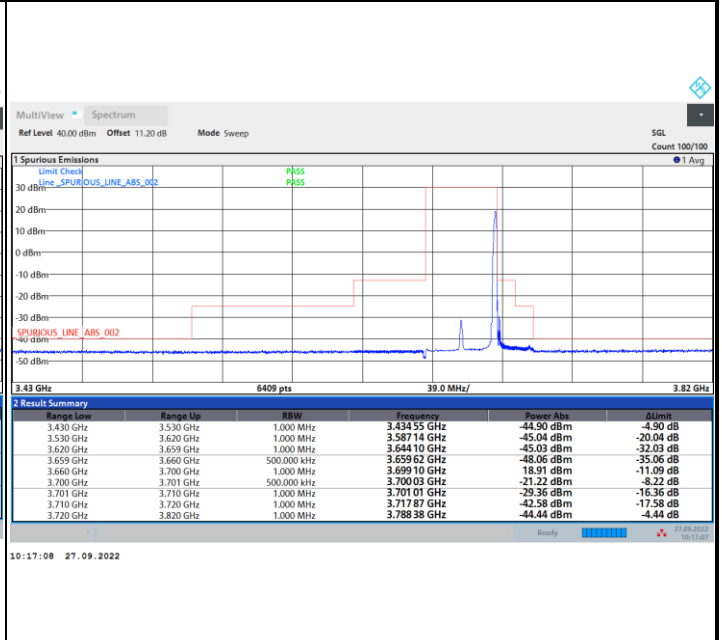 MultiView Spectrum
Ref Level 40.00 dBm Offset 11.20 dB Mode Sweep SGL
Count 100/100
1 Spurious Emissions 1 Avg
Limit Check PASS
Line _SPURIOUS_LINE_ABS_002 PASS
30 dBm
20 dBm
10 dBm
0 dBm
-10 dBm
-20 dBm
-30 dBm
SPURIOUS_LINE_ABS_002
-40 dBm
-50 dBm
3.43 GHz 6409 pts 39.0 MHz/ 3.82 GHz
2 Result Summary
Range Low Range Up RBW Frequency Power Abs ΔLimit
3.430 GHz 3.530 GHz 1.000 MHz 3.434 55 GHz -44.90 dBm -4.90 dB
3.530 GHz 3.620 GHz 1.000 MHz 3.587 14 GHz -45.04 dBm -20.04 dB
3.620 GHz 3.659 GHz 1.000 MHz 3.644 10 GHz -45.03 dBm -32.03 dB
3.659 GHz 3.660 GHz 500.000 kHz 3.659 62 GHz -48.06 dBm -35.06 dB
3.660 GHz 3.700 GHz 1.000 MHz 3.699 10 GHz 18.91 dBm -11.09 dB
3.700 GHz 3.701 GHz 500.000 kHz 3.700 03 GHz -21.22 dBm -8.22 dB
3.701 GHz 3.710 GHz 1.000 MHz 3.701 01 GHz -29.36 dBm -16.36 dB
3.710 GHz 3.720 GHz 1.000 MHz 3.717 87 GHz -42.58 dBm -17.58 dB
3.720 GHz 3.820 GHz 1.000 MHz 3.788 38 GHz -44.44 dBm -4.44 dB
Ready 27.09.2022
10:17:07
10:17:08 27.09.2022